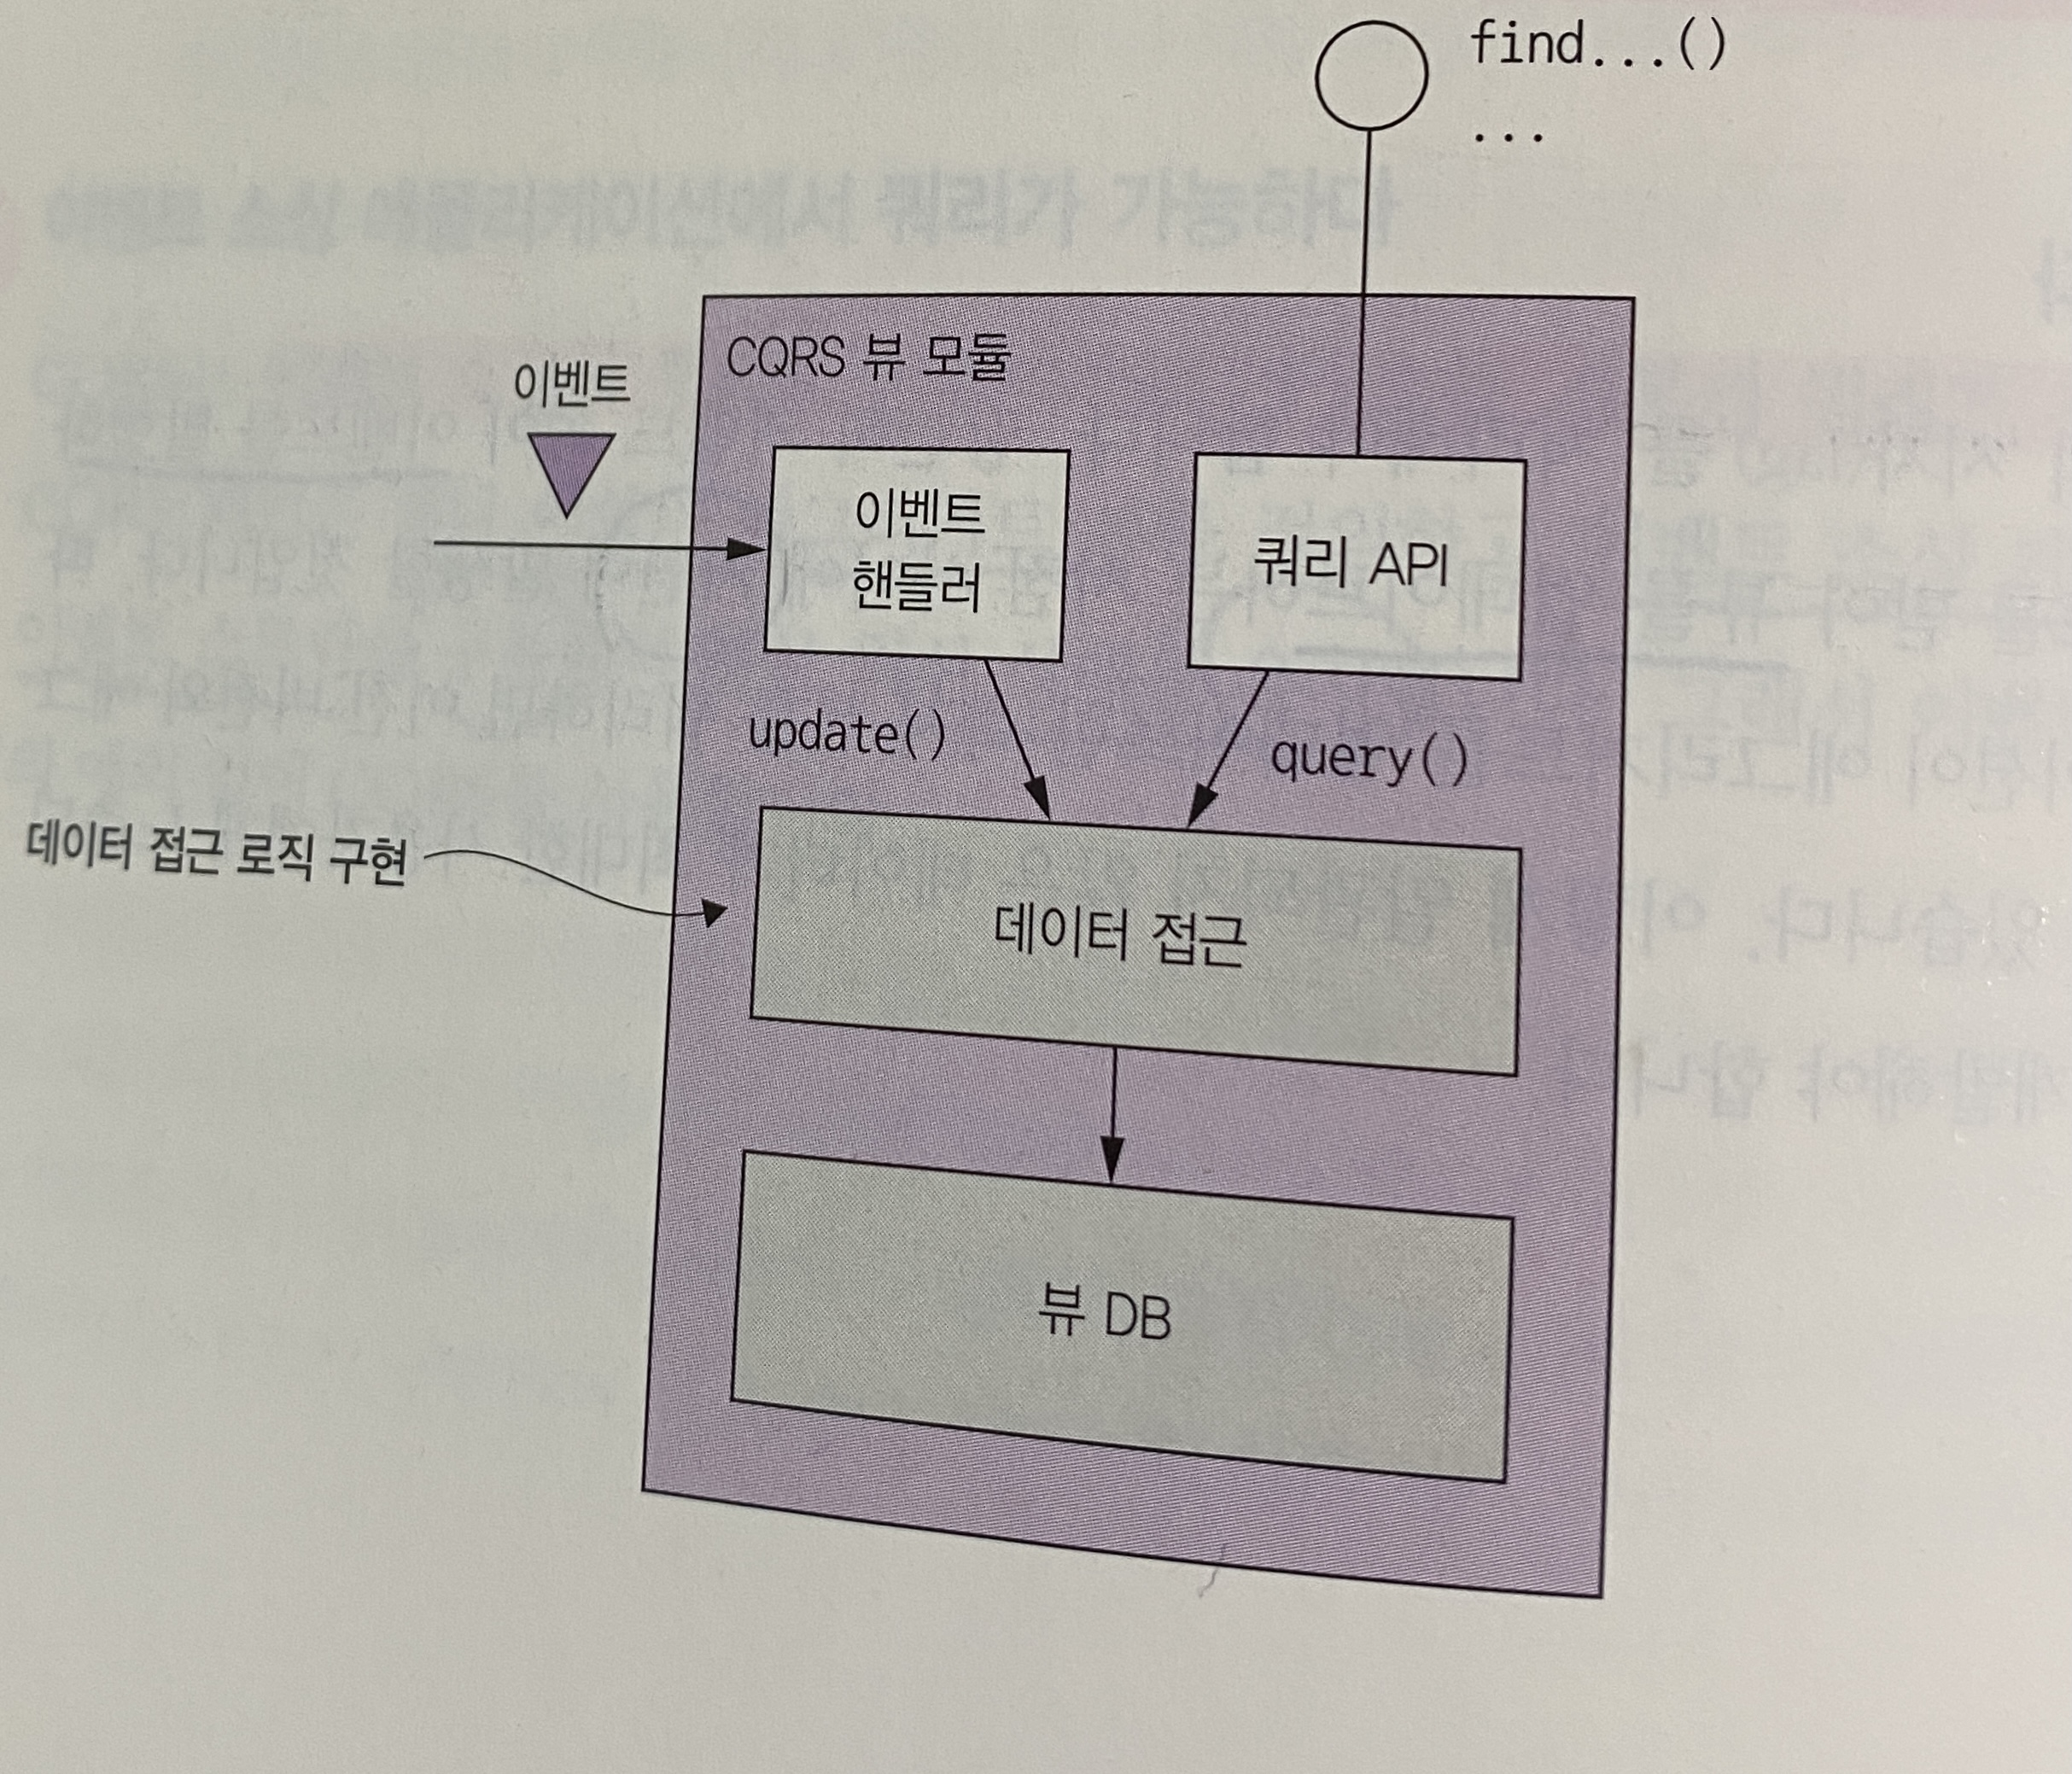 find...()
...
CQRS 뷰 모듈
이벤트
이벤트
핸들러
쿼리 API
update()
query()
데이터 접근 로직 구현
데이터 접근
뷰 DB